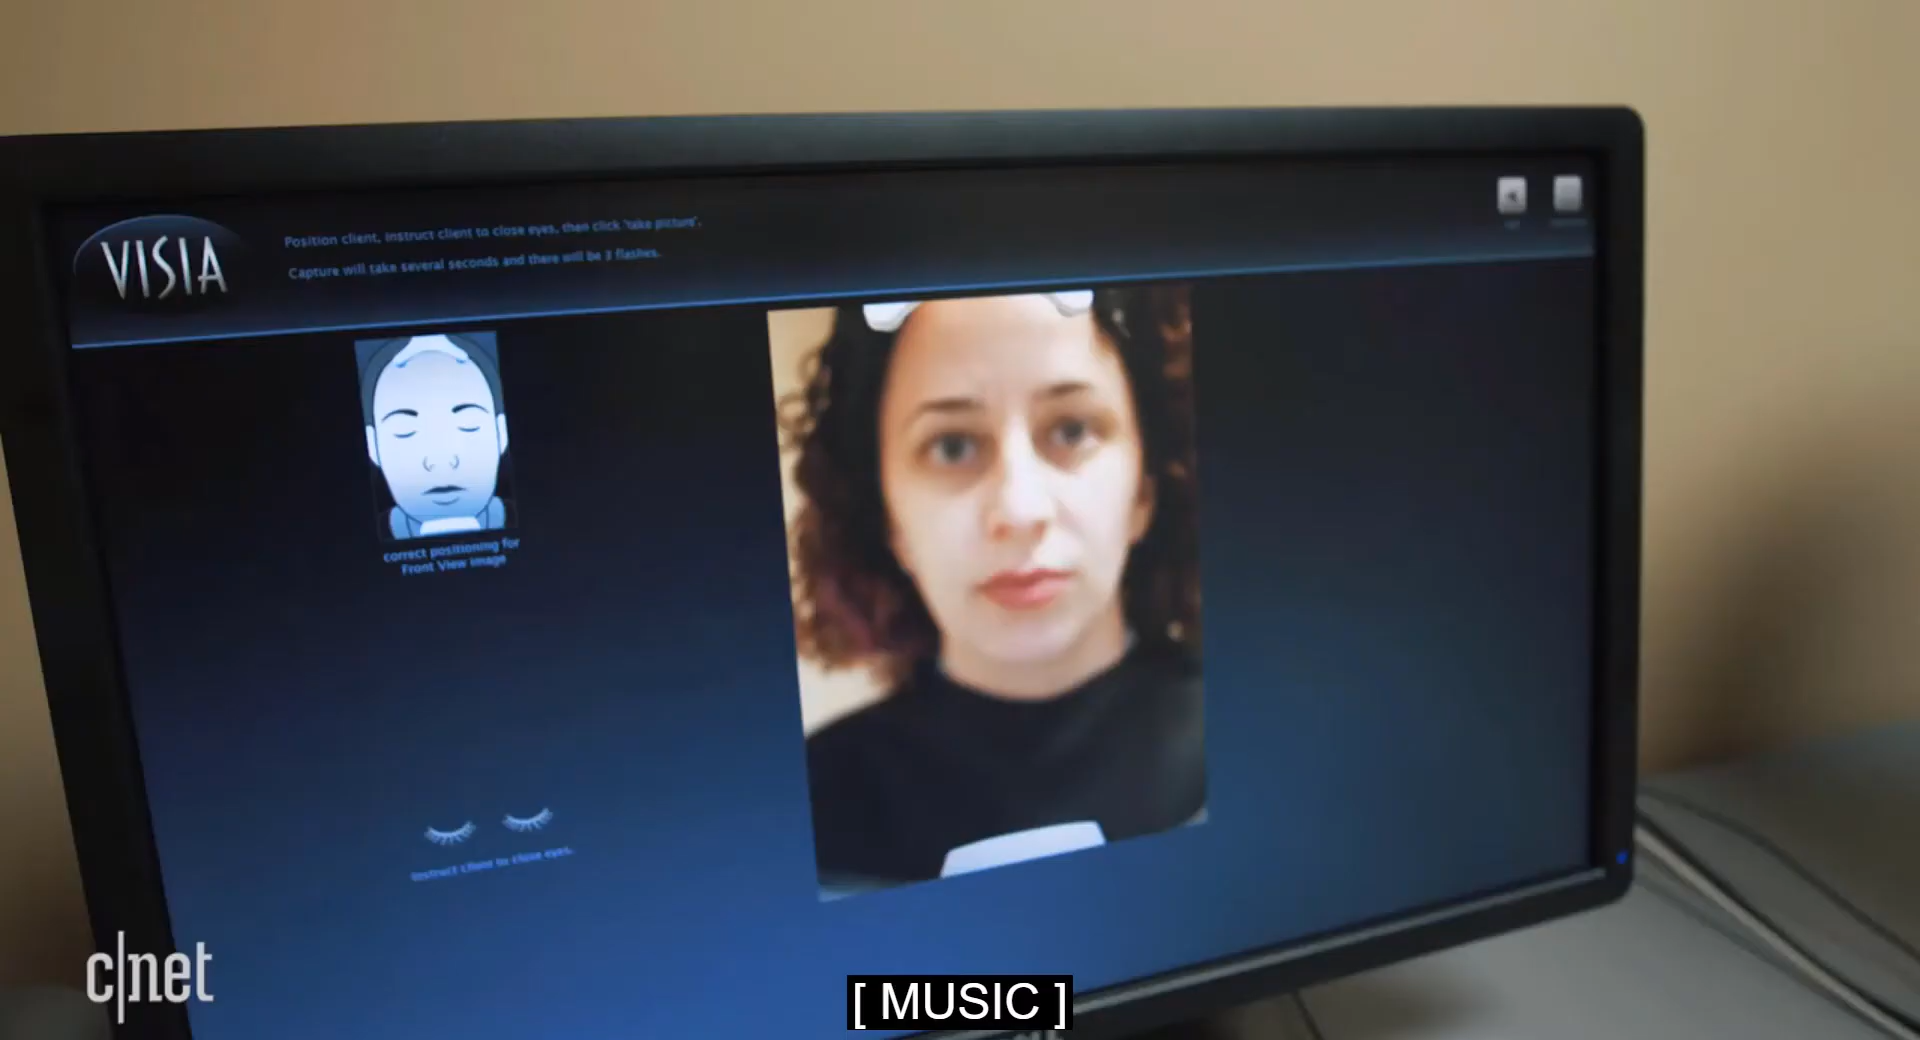 VISIA
Position client, instruct client to close eyes, then click 'take picture'.
Capture will take several seconds and there will be 3 flashes.
correct positioning for
Front View image
Instruct client to close eyes.
c|net
[ MUSIC ]